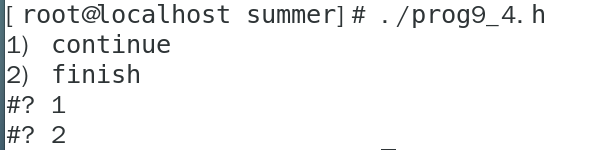 [root@localhost summer]# ./prog9_4.h
1) continue
2) finish
#? 1
#? 2